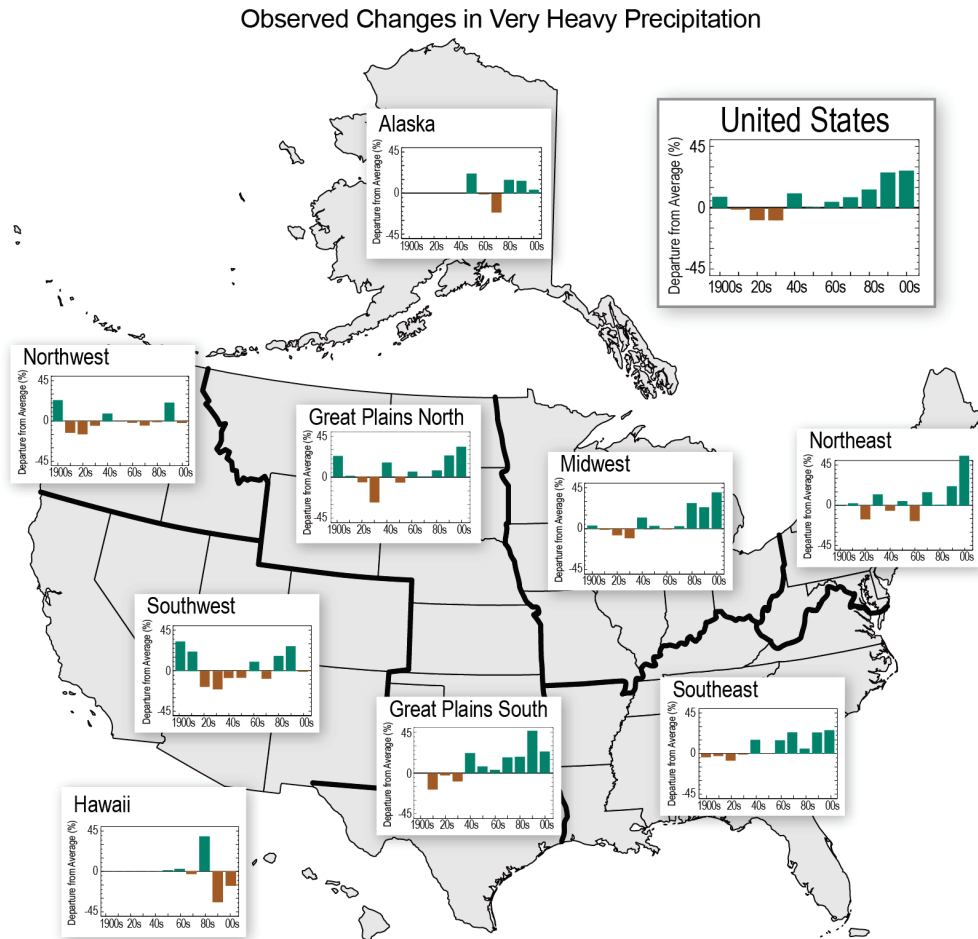 Observed Changes in Very Heavy Precipitation
Alaska
Departure from Average (%)
45
0
-45
1900s 20s 40s 60s 80s 00s
United States
Departure from Average (%)
45
0
-45
1900s 20s 40s 60s 80s 00s
Northwest
Departure from Average (%)
45
0
-45
1900s 20s 40s 60s 80s 00s
Great Plains North
Departure from Average (%)
45
0
-45
1900s 20s 40s 60s 80s 00s
Midwest
Departure from Average (%)
45
0
-45
1900s 20s 40s 60s 80s 00s
Northeast
Departure from Average (%)
45
0
-45
1900s 20s 40s 60s 80s 00s
Southwest
Departure from Average (%)
45
0
-45
1900s 20s 40s 60s 80s 00s
Great Plains South
Departure from Average (%)
45
0
-45
1900s 20s 40s 60s 80s 00s
Southeast
Departure from Average (%)
45
0
-45
1900s 20s 40s 60s 80s 00s
Hawaii
Departure from Average (%)
45
0
-45
1900s 20s 40s 60s 80s 00s